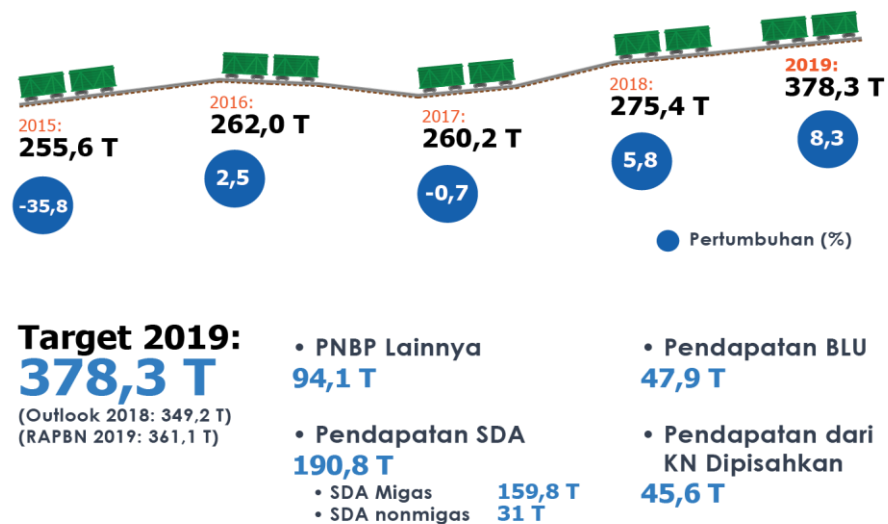 2015:
255,6 T
-35,8
2016:
262,0 T
2,5
2017:
260,2 T
-0,7
2018:
275,4 T
5,8
2019:
378,3 T
8,3
Pertumbuhan (%)
Target 2019:
378,3 T
(Outlook 2018: 349,2 T)
(RAPBN 2019: 361,1 T)
• PNBP Lainnya
94,1 T
• Pendapatan SDA
190,8 T
• SDA Migas 159,8 T
• SDA nonmigas 31 T
• Pendapatan BLU
47,9 T
• Pendapatan dari
KN Dipisahkan
45,6 T